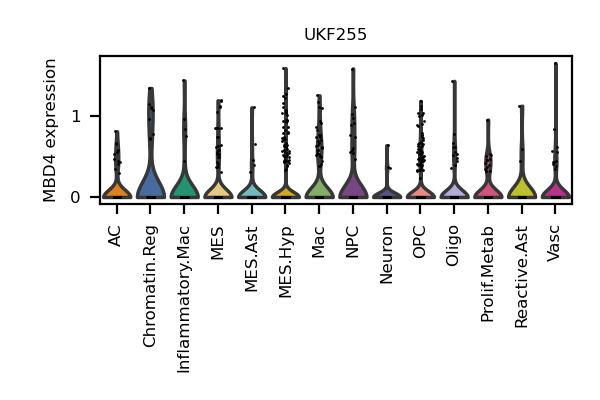 UKF255
MBD4 expression
1
0
AC
Chromatin.Reg
Inflammatory.Mac
MES
MES.Ast
MES.Hyp
Mac
NPC
Neuron
OPC
Oligo
Prolif.Metab
Reactive.Ast
Vasc